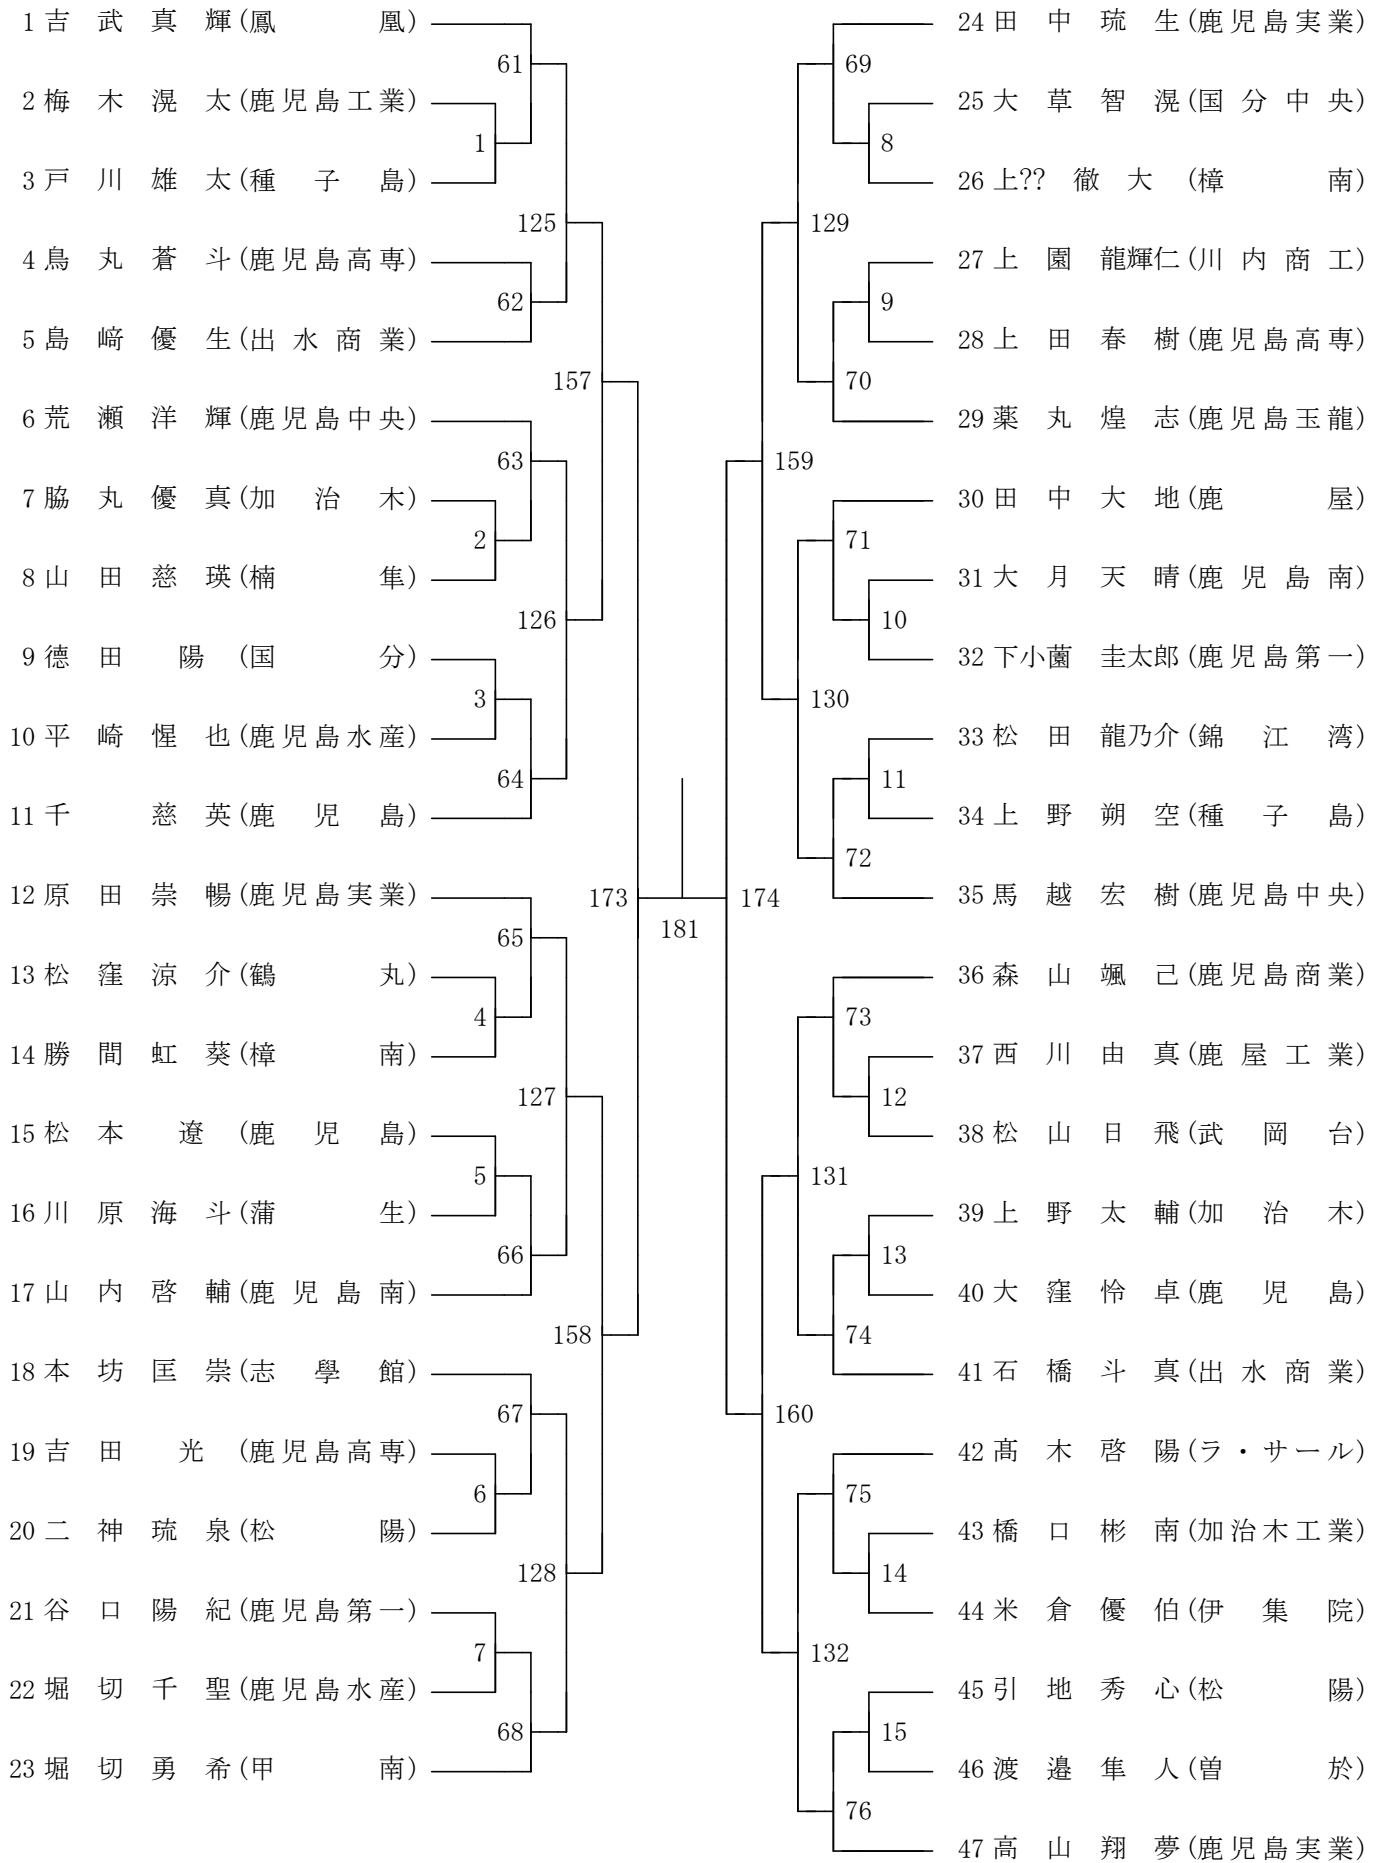 1 吉武真輝 (鳳凰)
61
2 梅木滉太 (鹿児島工業)
1
3 戸川雄太 (種子島)
125
4 鳥丸蒼斗 (鹿児島高専)
62
5 島﨑優生 (出水商業)
157
6 荒瀬洋輝 (鹿児島中央)
63
7 脇丸優真 (加治木)
2
8 山田慈瑛 (楠隼)
126
9 德田陽 (国分)
3
10 平崎惺也 (鹿児島水産)
64
11 千慈英 (鹿児島)
12 原田崇暢 (鹿児島実業)
173
65
13 松窪涼介 (鶴丸)
4
14 勝間虹葵 (樟南)
127
15 松本遼 (鹿児島)
5
16 川原海斗 (蒲生)
66
17 山内啓輔 (鹿児島南)
158
18 本坊匡崇 (志學館)
67
19 吉田光 (鹿児島高専)
6
20 二神琉泉 (松陽)
128
21 谷口陽紀 (鹿児島第一)
7
22 堀切千聖 (鹿児島水産)
68
23 堀切勇希 (甲南)
181
24 田中琉生 (鹿児島実業)
69
25 大草智滉 (国分中央)
8
26 上?? 徹大 (樟南)
129
27 上園龍輝仁 (川内商工)
9
28 上田春樹 (鹿児島高専)
70
29 薬丸煌志 (鹿児島玉龍)
159
30 田中大地 (鹿屋)
71
31 大月天晴 (鹿児島南)
10
32 下小薗圭太郎 (鹿児島第一)
130
33 松田龍乃介 (錦江湾)
11
34 上野朔空 (種子島)
72
35 馬越宏樹 (鹿児島中央)
174
36 森山颯己 (鹿児島商業)
73
37 西川由真 (鹿屋工業)
12
38 松山日飛 (武岡台)
131
39 上野太輔 (加治木)
13
40 大窪怜卓 (鹿児島)
74
41 石橋斗真 (出水商業)
160
42 髙木啓陽 (ラ・サール)
75
43 橋口彬南 (加治木工業)
14
44 米倉優伯 (伊集院)
132
45 引地秀心 (松陽)
15
46 渡邉隼人 (曽於)
76
47 高山翔夢 (鹿児島実業)